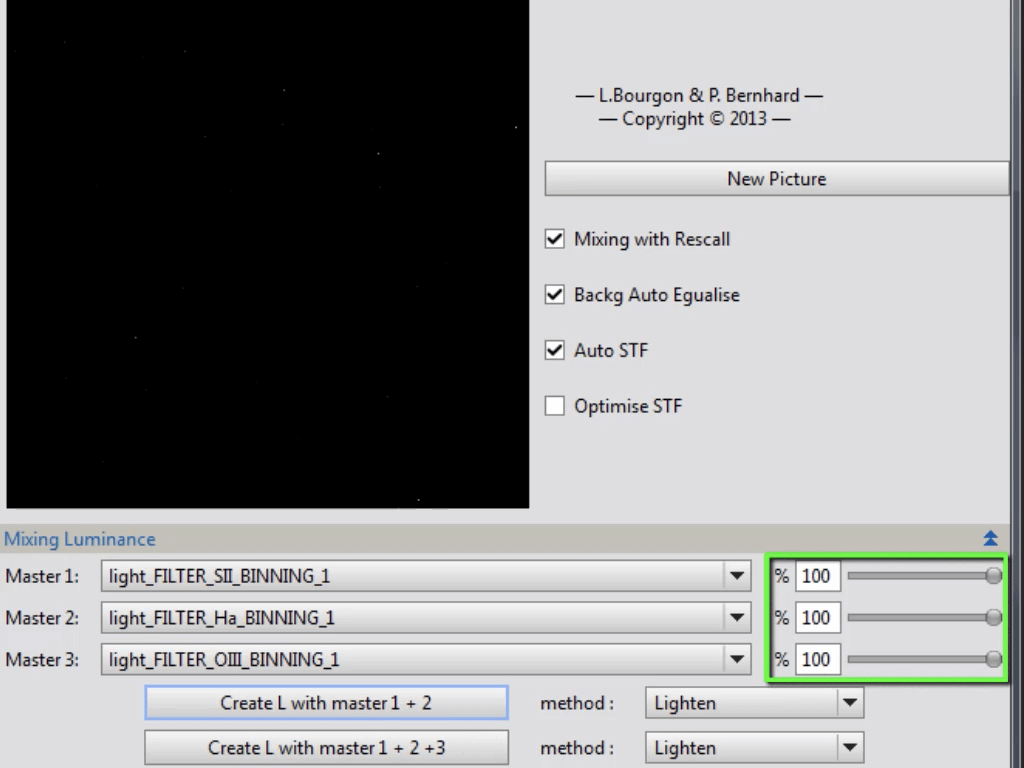 — L.Bourgon & P. Bernhard —
— Copyright © 2013 —
New Picture
Mixing with Rescall
Backg Auto Equalise
Auto STF
Optimise STF
Mixing Luminance
Master 1: light_FILTER_SII_BINNING_1 % 100
Master 2: light_FILTER_Ha_BINNING_1 % 100
Master 3: light_FILTER_OIII_BINNING_1 % 100
Create L with master 1 + 2 method : Lighten
Create L with master 1 + 2 +3 method : Lighten